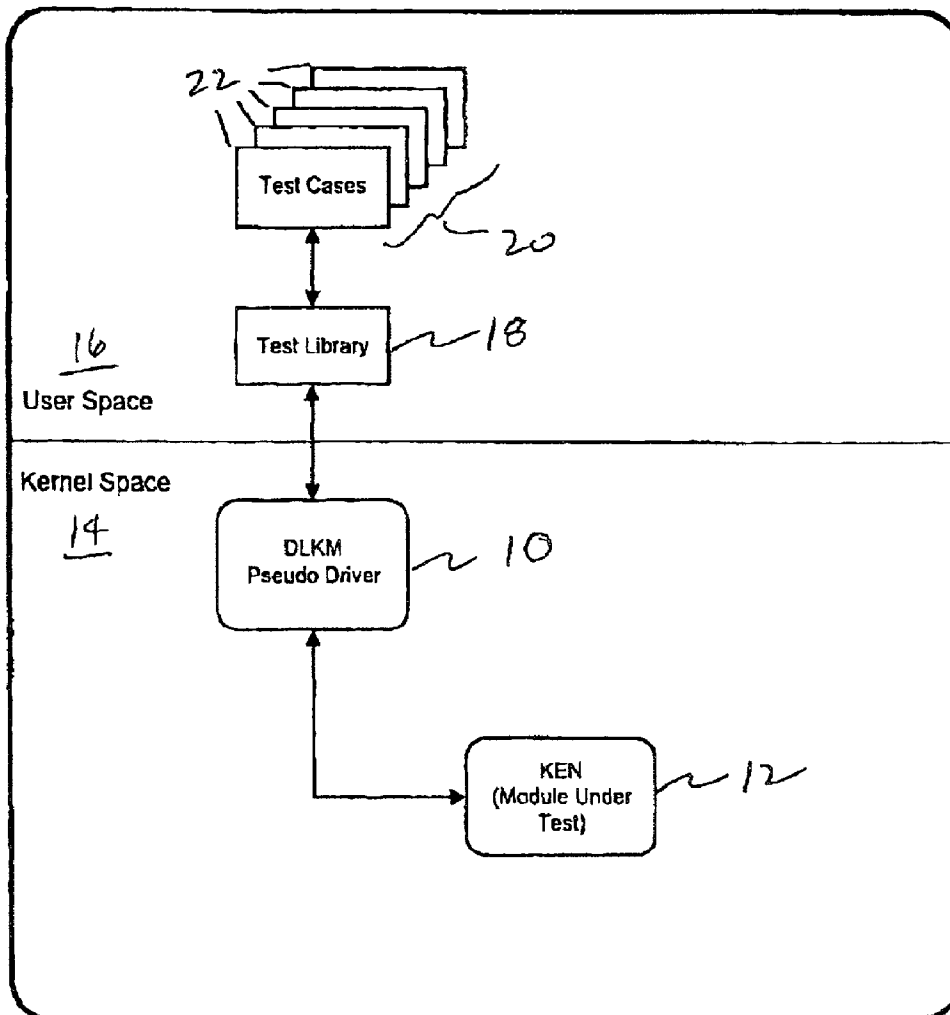 22
Test Cases
20
Test Library
18
16
User Space
Kernel Space
14
DLKM
Pseudo Driver
10
KEN
(Module Under
Test)
12